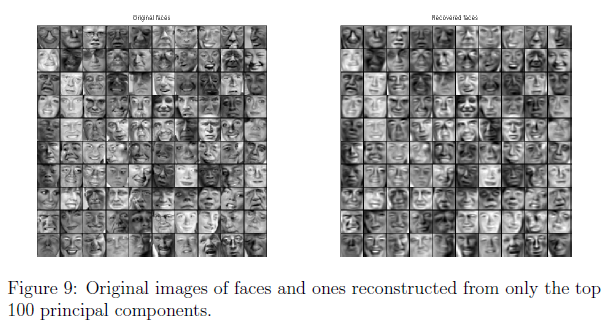 Original faces
Recovered faces
Figure 9: Original images of faces and ones reconstructed from only the top
100 principal components.